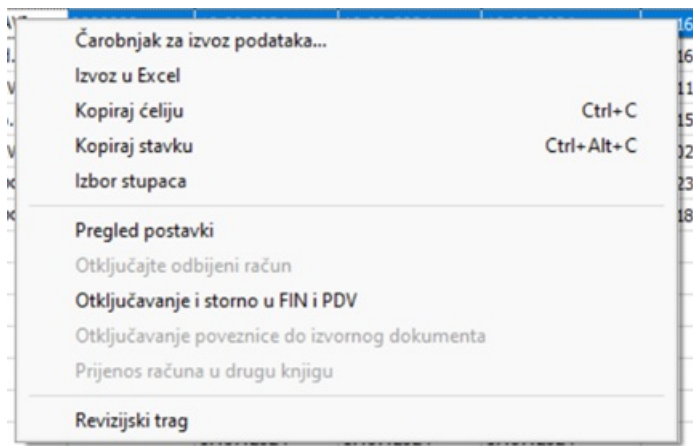 Čarobnjak za izvoz podataka...
Izvoz u Excel
Kopiraj ćeliju Ctrl+C
Kopiraj stavku Ctrl+Alt+C
Izbor stupaca
Pregled postavki
Otključajte odbijeni račun
Otključavanje i storno u FIN i PDV
Otključavanje poveznice do izvornog dokumenta
Prijenos računa u drugu knjigu
Revizijski trag